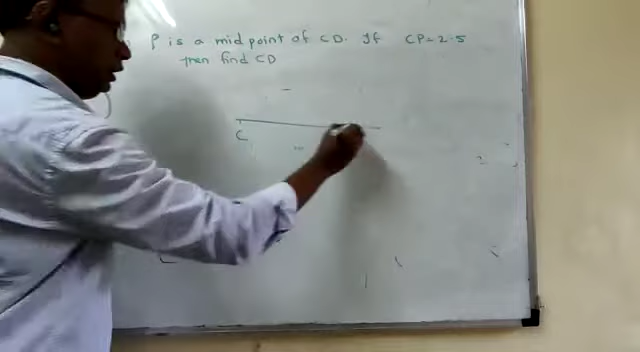 P is a mid point of CD. If CP=2.5
then find CD
C